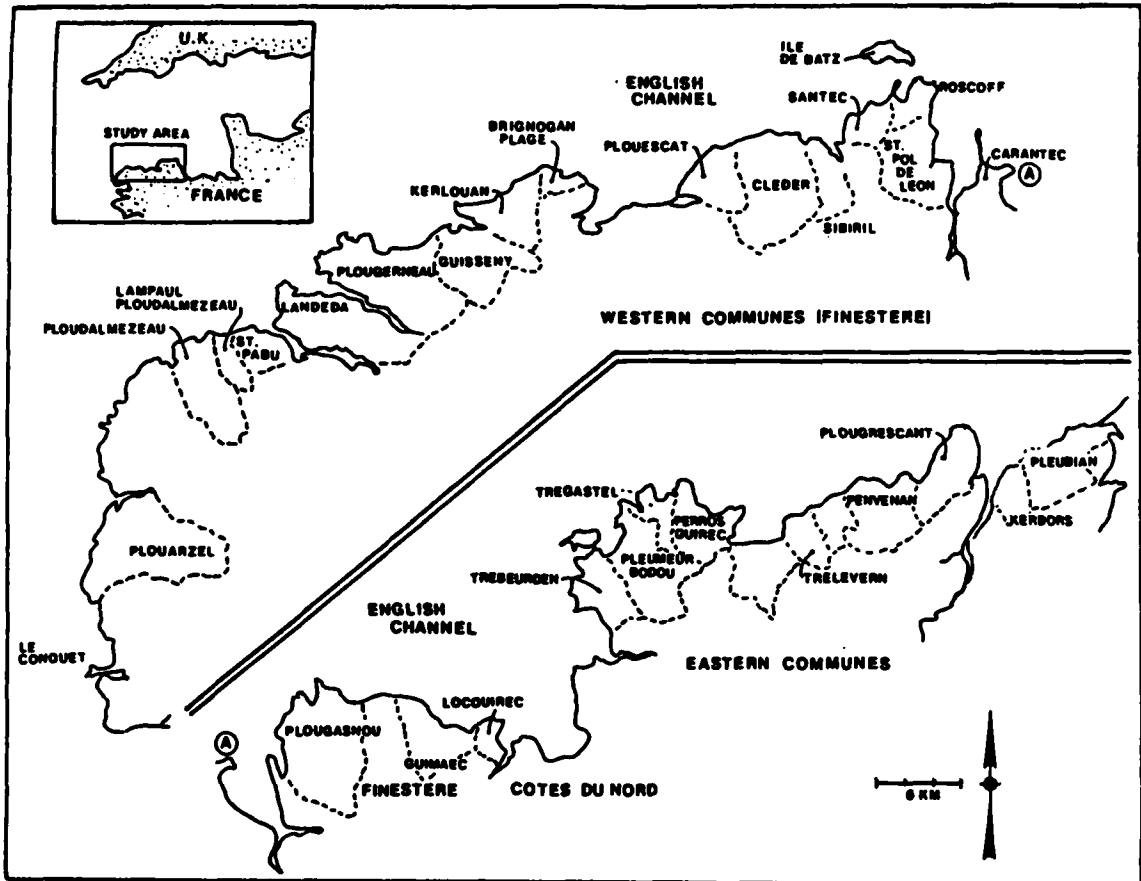 U.K.
STUDY AREA
FRANCE
ILE
DE BATZ
ENGLISH
CHANNEL
SANTEC
ROSCOFF
BRIGNOGAN
PLAGE
PLOUESCAT
ST.
POL
DE
LEON
CARANTEC
A
KERLOUAN
CLEDER
SIBIRIL
PLOUGERNEAU
GUISSENY
LAMPAUL
PLOUDALMEZEAU
LANDEDA
PLOUDALMEZEAU
ST.
PABU
WESTERN COMMUNES (FINESTERE)
PLOUGRESCANT
PLEUBIAN
TREGASTEL
PENVENAN
PERROS
GUIREC
KERBORS
PLOUARZEL
PLEUMEUR
BODOU
TREBEURDEN
TRELEVERN
ENGLISH
CHANNEL
LE
CONQUET
EASTERN COMMUNES
LOCQUIREC
PLOUGASNOU
A
GUIMAEC
FINESTERE
COTES DU NORD
5 KM